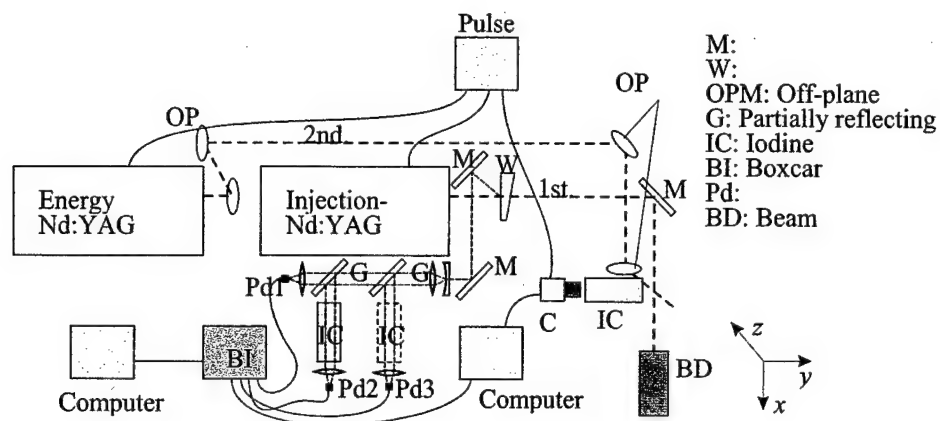 Pulse
OP
2nd
OP
M
W
1st
M
Energy
Nd:YAG
Injection-
Nd:YAG
M:
W:
OPM: Off-plane
G: Partially reflecting
IC: Iodine
BI: Boxcar
Pd:
BD: Beam
Pd1
G
G
M
IC
IC
C
IC
BI
Pd2
Pd3
Computer
Computer
BD
z
y
x